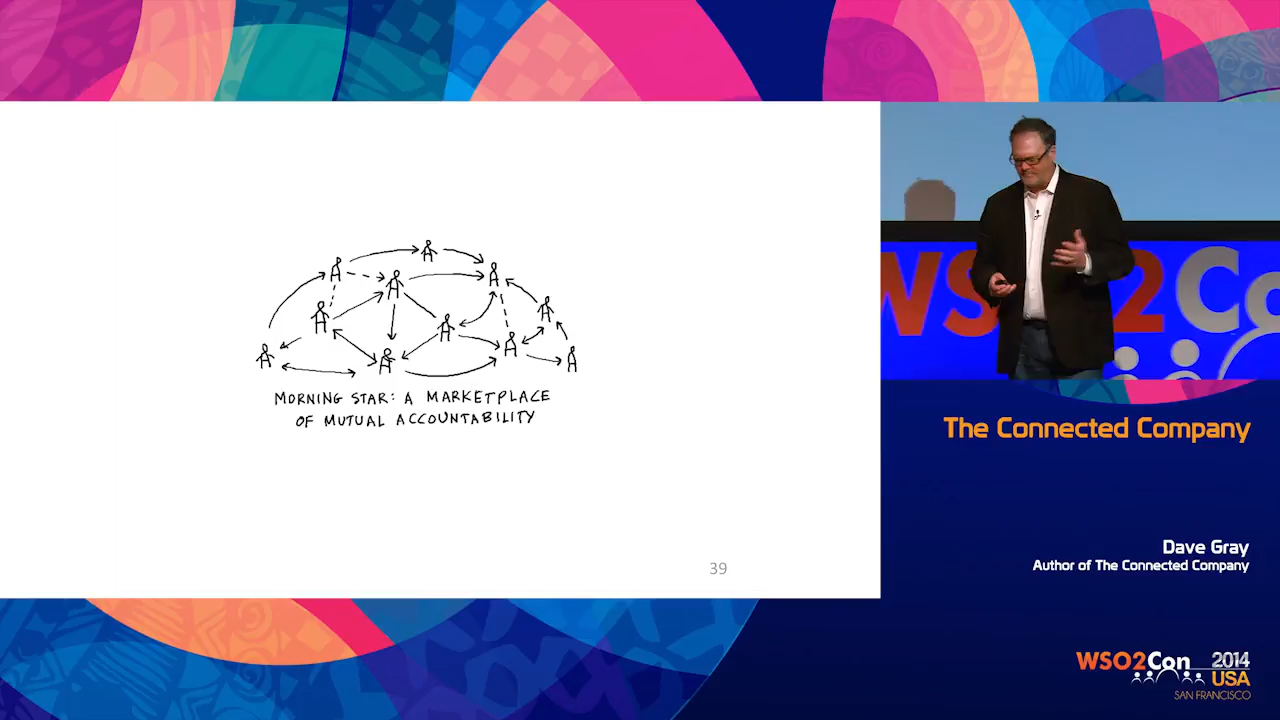 MORNING STAR: A MARKETPLACE
OF MUTUAL ACCOUNTABILITY
39
WSO2Con
The Connected Company
Dave Gray
Author of The Connected Company
WSO2Con 2014
USA
SAN FRANCISCO